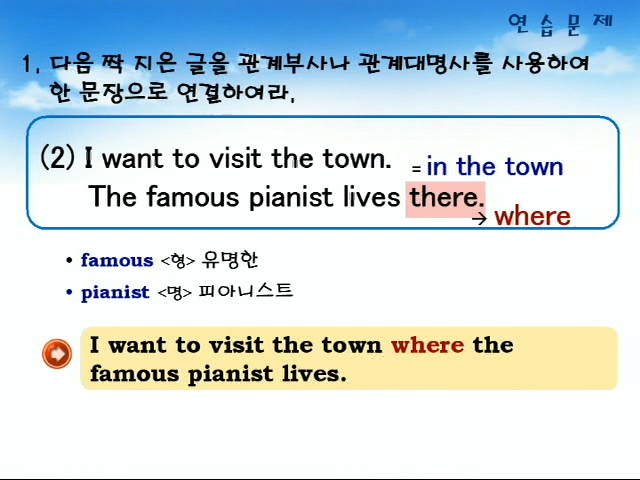 연 습 문 제
1. 다음 짝 지은 글을 관계부사나 관계대명사를 사용하여
한 문장으로 연결하여라.
(2) I want to visit the town. = in the town
The famous pianist lives there.
→ where
• famous <형> 유명한
• pianist <명> 피아니스트
I want to visit the town where the
famous pianist lives.